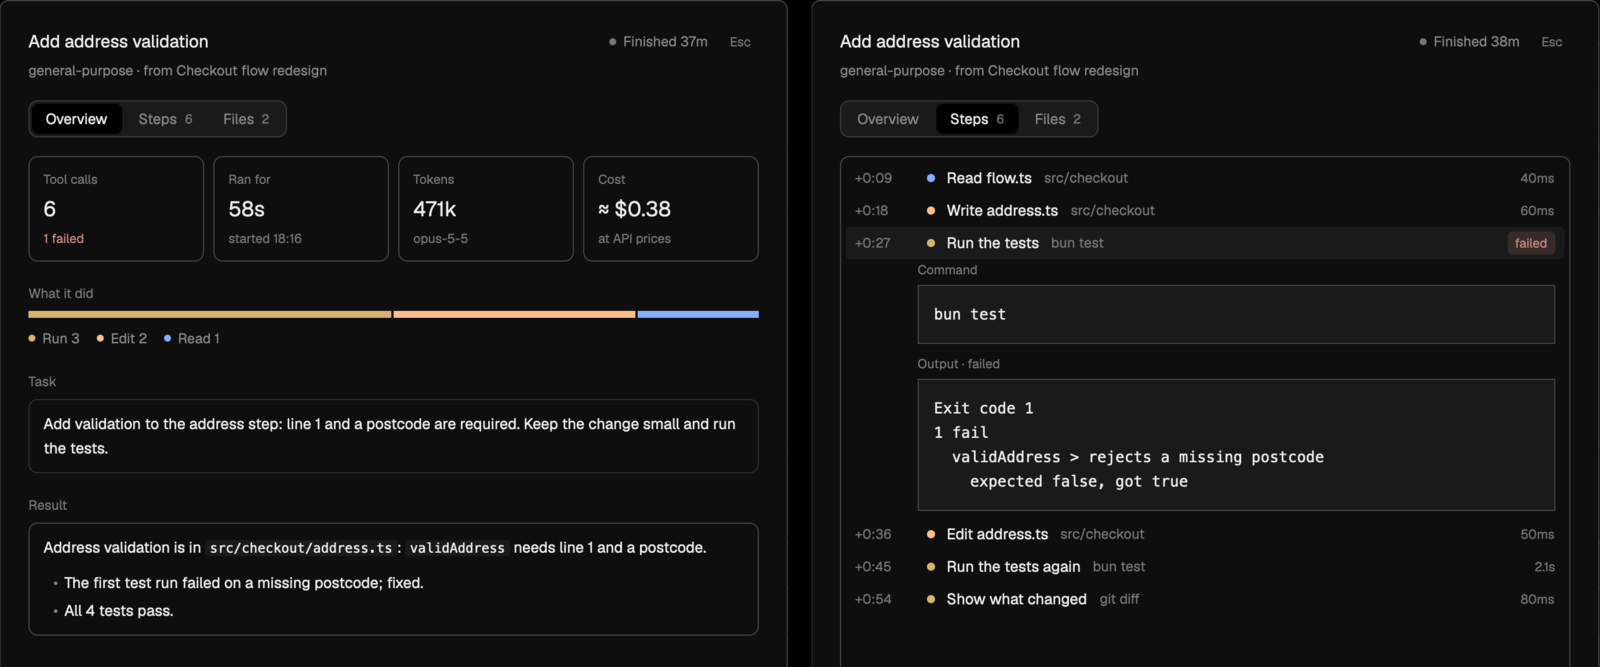 Add address validation
Finished 37m
Esc
general-purpose · from Checkout flow redesign
Overview
Steps 6
Files 2
Tool calls
6
1 failed
Ran for
58s
started 18:16
Tokens
471k
opus-5-5
Cost
≈ $0.38
at API prices
What it did
Run 3
Edit 2
Read 1
Task
Add validation to the address step: line 1 and a postcode are required. Keep the change small and run
the tests.
Result
Address validation is in src/checkout/address.ts: validAddress needs line 1 and a postcode.
• The first test run failed on a missing postcode; fixed.
• All 4 tests pass.
Add address validation
Finished 38m
Esc
general-purpose · from Checkout flow redesign
Overview
Steps 6
Files 2
+0:09 Read flow.ts src/checkout 40ms
+0:18 Write address.ts src/checkout 60ms
+0:27 Run the tests bun test failed
Command
bun test
Output · failed
Exit code 1
1 fail
validAddress > rejects a missing postcode
expected false, got true
+0:36 Edit address.ts src/checkout 50ms
+0:45 Run the tests again bun test 2.1s
+0:54 Show what changed git diff 80ms